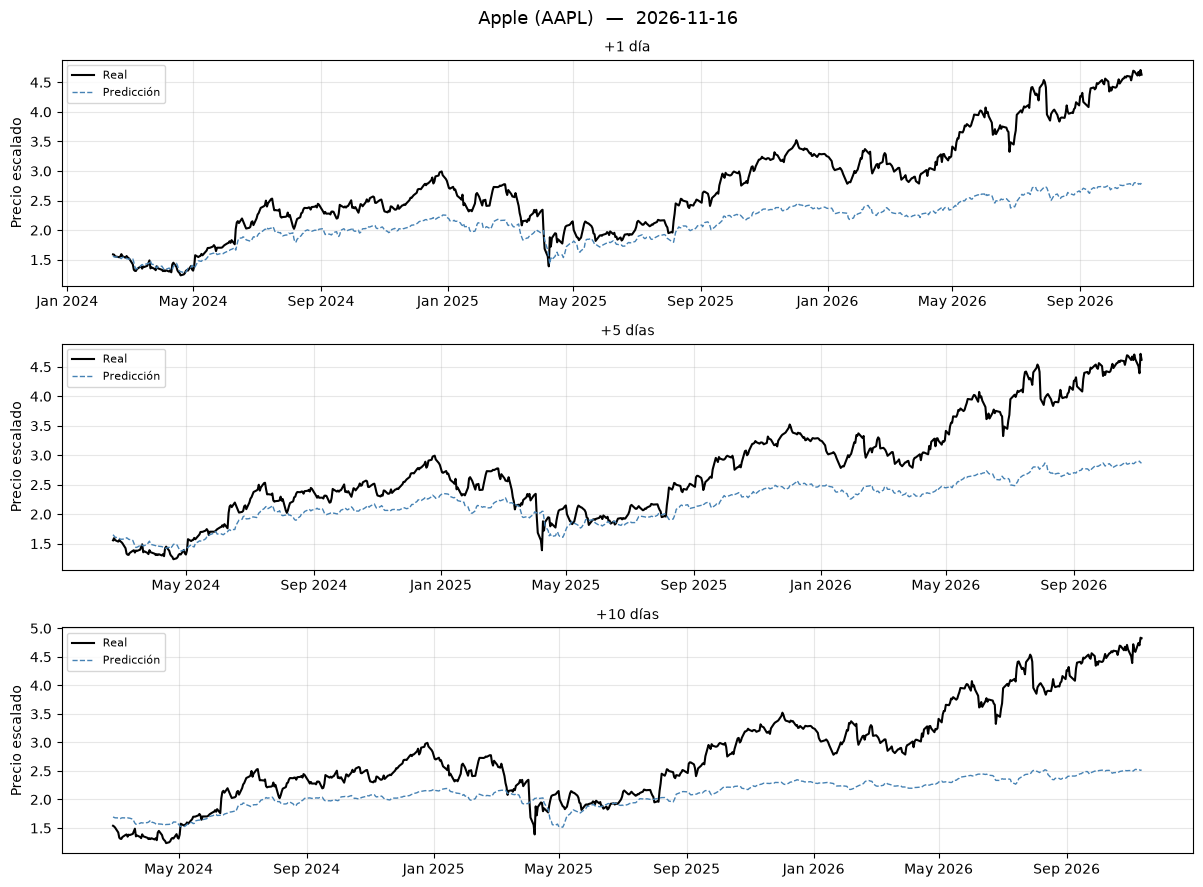 Apple (AAPL) — 2026-11-16
+1 día
Real
Predicción
Precio escalado
4.5
4.0
3.5
3.0
2.5
2.0
1.5
Jan 2024 May 2024 Sep 2024 Jan 2025 May 2025 Sep 2025 Jan 2026 May 2026 Sep 2026
+5 días
Real
Predicción
Precio escalado
4.5
4.0
3.5
3.0
2.5
2.0
1.5
May 2024 Sep 2024 Jan 2025 May 2025 Sep 2025 Jan 2026 May 2026 Sep 2026
+10 días
Real
Predicción
Precio escalado
5.0
4.5
4.0
3.5
3.0
2.5
2.0
1.5
May 2024 Sep 2024 Jan 2025 May 2025 Sep 2025 Jan 2026 May 2026 Sep 2026